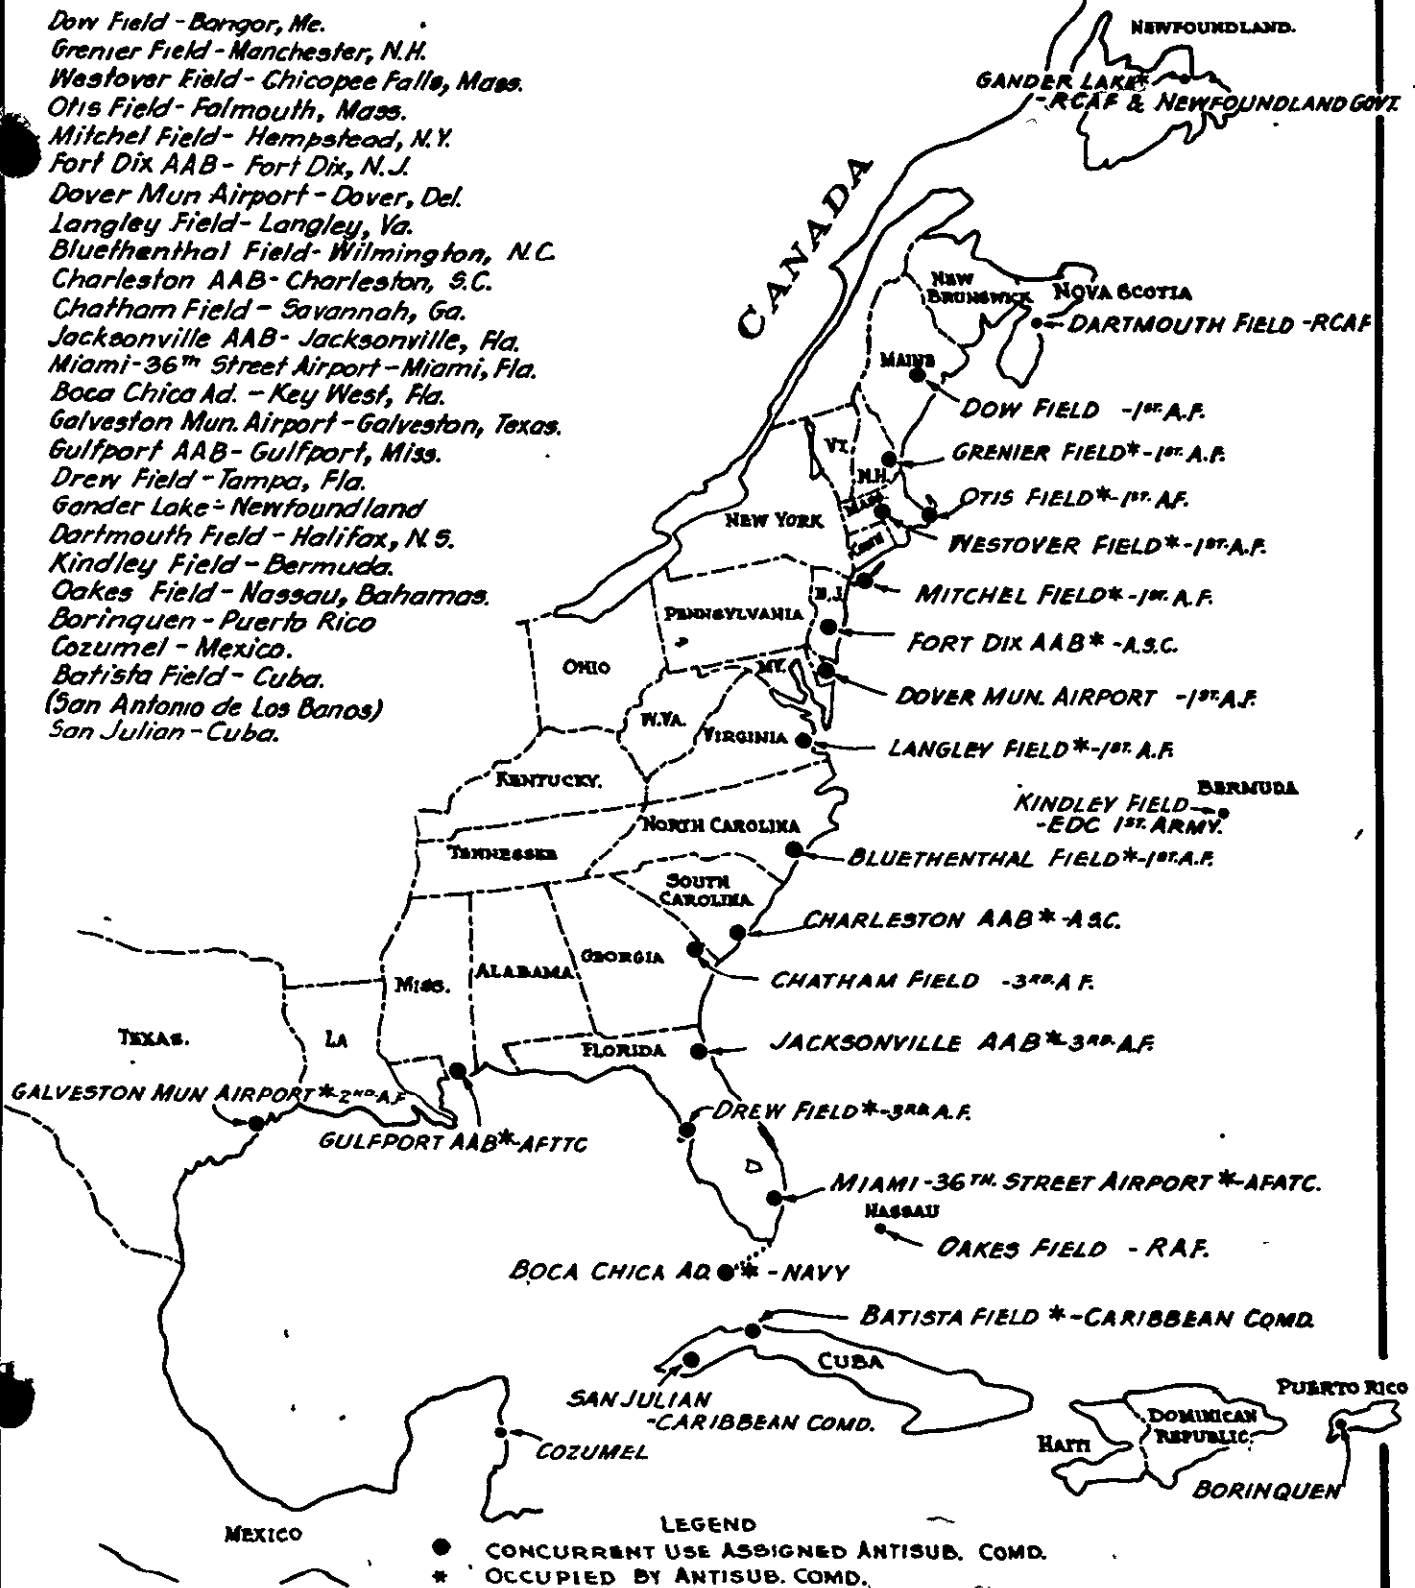 Dow Field - Bangor, Me.
Grenier Field - Manchester, N.H.
Westover Field - Chicopee Falls, Mass.
Otis Field - Falmouth, Mass.
Mitchel Field - Hempstead, N.Y.
Fort Dix AAB - Fort Dix, N.J.
Dover Mun Airport - Dover, Del.
Langley Field - Langley, Va.
Bluethenthal Field - Wilmington, N.C.
Charleston AAB - Charleston, S.C.
Chatham Field - Savannah, Ga.
Jacksonville AAB - Jacksonville, Fla.
Miami-36TH Street Airport - Miami, Fla.
Boca Chica Ad. - Key West, Fla.
Galveston Mun. Airport - Galveston, Texas.
Gulfport AAB - Gulfport, Miss.
Drew Field - Tampa, Fla.
Gander Lake - Newfoundland
Dartmouth Field - Halifax, N.S.
Kindley Field - Bermuda.
Oakes Field - Nassau, Bahamas.
Borinquen - Puerto Rico
Cozumel - Mexico.
Batista Field - Cuba.
(San Antonio de Los Banos)
San Julian - Cuba.
NEWFOUNDLAND.
GANDER LAKE*
-RCAF & NEWFOUNDLAND GOVT.
CANADA
NEW
BRUNSWICK
NOVA SCOTIA
DARTMOUTH FIELD -RCAF
MAINE
DOW FIELD -1ST. A.F.
VT.
N.H.
GRENIER FIELD*-1ST. A.F.
MASS.
OTIS FIELD*-1ST. A.F.
NEW YORK
CONN
WESTOVER FIELD*-1ST. A.F.
N.J.
MITCHEL FIELD*-1ST. A.F.
PENNSYLVANIA
FORT DIX AAB* -A.S.C.
OHIO
MY.
DOVER MUN. AIRPORT -1ST. A.F.
W.VA.
VIRGINIA
LANGLEY FIELD*-1ST. A.F.
KENTUCKY.
BERMUDA
KINDLEY FIELD
-EDC 1ST. ARMY.
NORTH CAROLINA
TENNESSEE
BLUETHENTHAL FIELD*-1ST. A.F.
SOUTH
CAROLINA
CHARLESTON AAB*-A.S.C.
GEORGIA
ALABAMA
MISS.
CHATHAM FIELD -3RD. A.F.
TEXAS.
LA
FLORIDA
JACKSONVILLE AAB*-3RD. A.F.
GALVESTON MUN AIRPORT*-2ND. A.F
DREW FIELD*-3RD. A.F.
GULFPORT AAB*-AFTTC
MIAMI-36TH. STREET AIRPORT*-AFATC.
NASSAU
OAKES FIELD - RAF.
BOCA CHICA AD. * - NAVY
BATISTA FIELD *-CARIBBEAN COMD.
CUBA
SAN JULIAN
-CARIBBEAN COMD.
PUERTO RICO
DOMINICAN
REPUBLIC.
HAITI
COZUMEL
BORINQUEN
MEXICO
LEGEND
● CONCURRENT USE ASSIGNED ANTISUB. COMD.
* OCCUPIED BY ANTISUB. COMD.